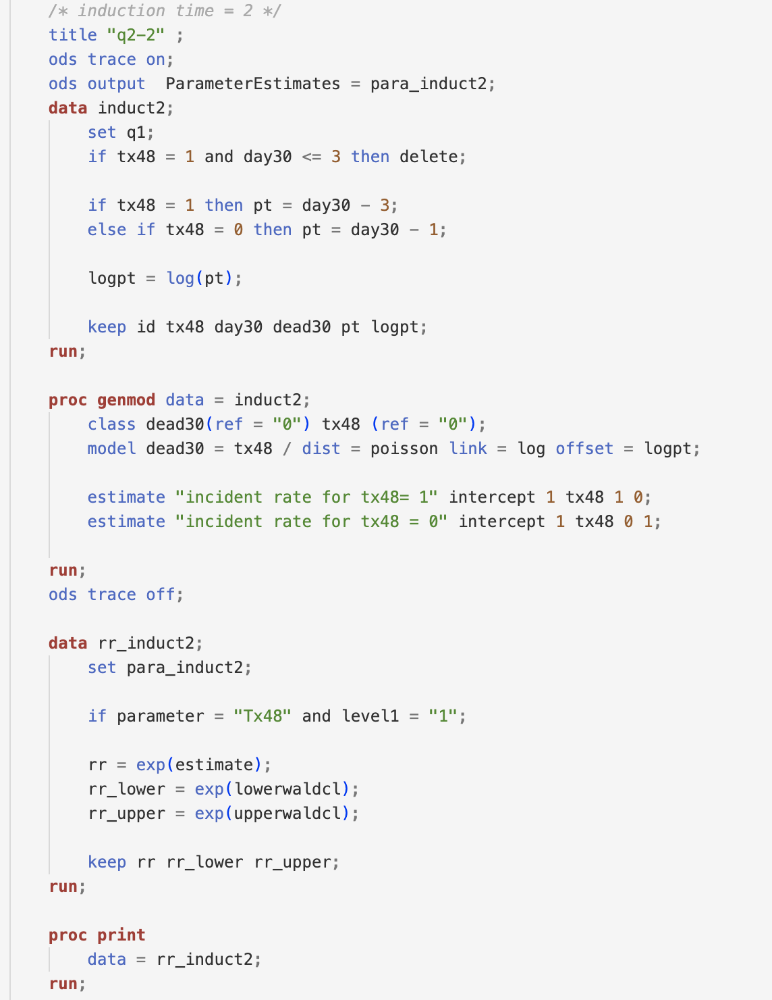 /* induction time = 2 */
title "q2-2" ;
ods trace on;
ods output  ParameterEstimates = para_induct2;
data induct2;
    set q1;
    if tx48 = 1 and day30 <= 3 then delete;

    if tx48 = 1 then pt = day30 - 3;
    else if tx48 = 0 then pt = day30 - 1;

    logpt = log(pt);

    keep id tx48 day30 dead30 pt logpt;
run;

proc genmod data = induct2;
    class dead30(ref = "0") tx48 (ref = "0");
    model dead30 = tx48 / dist = poisson link = log offset = logpt;

    estimate "incident rate for tx48= 1" intercept 1 tx48 1 0;
    estimate "incident rate for tx48 = 0" intercept 1 tx48 0 1;

run;
ods trace off;

data rr_induct2;
    set para_induct2;

    if parameter = "Tx48" and level1 = "1";

    rr = exp(estimate);
    rr_lower = exp(lowerwaldcl);
    rr_upper = exp(upperwaldcl);

    keep rr rr_lower rr_upper;
run;

proc print
    data = rr_induct2;
run;